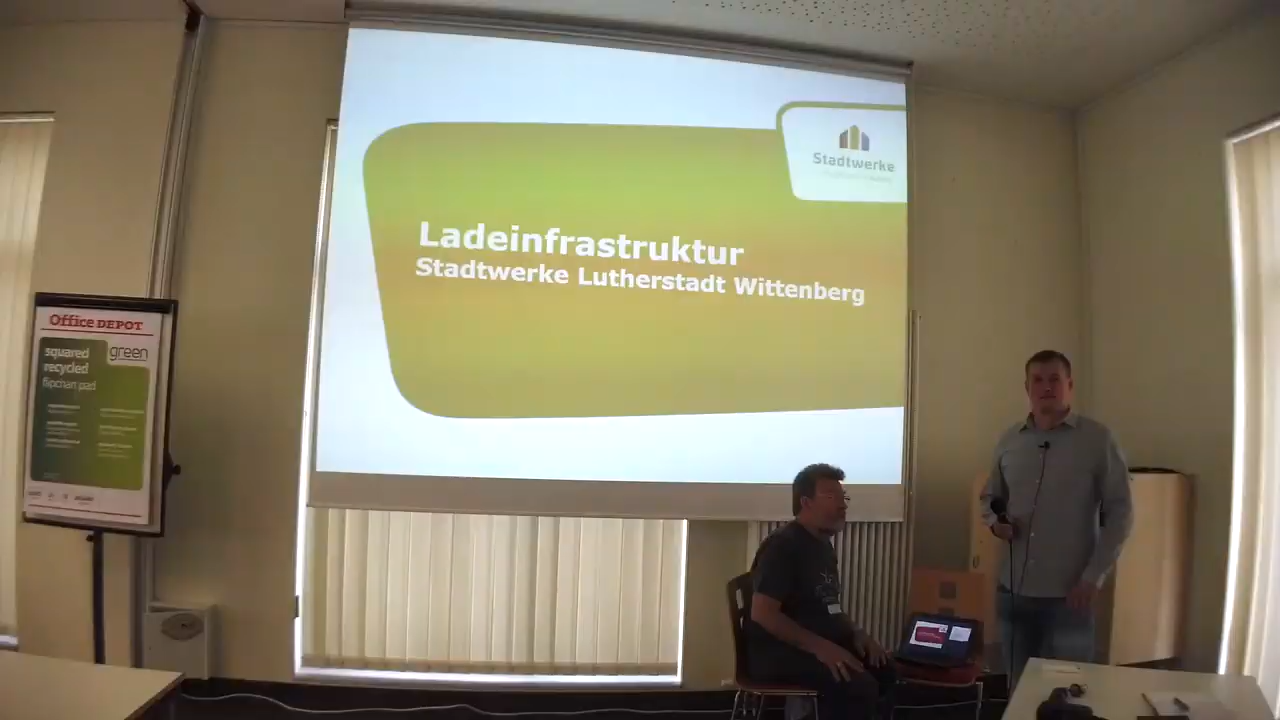 Ladeinfrastruktur
Stadtwerke Lutherstadt Wittenberg
Stadtwerke
Office DEPOT
squared
recycled
flipchart pad
green